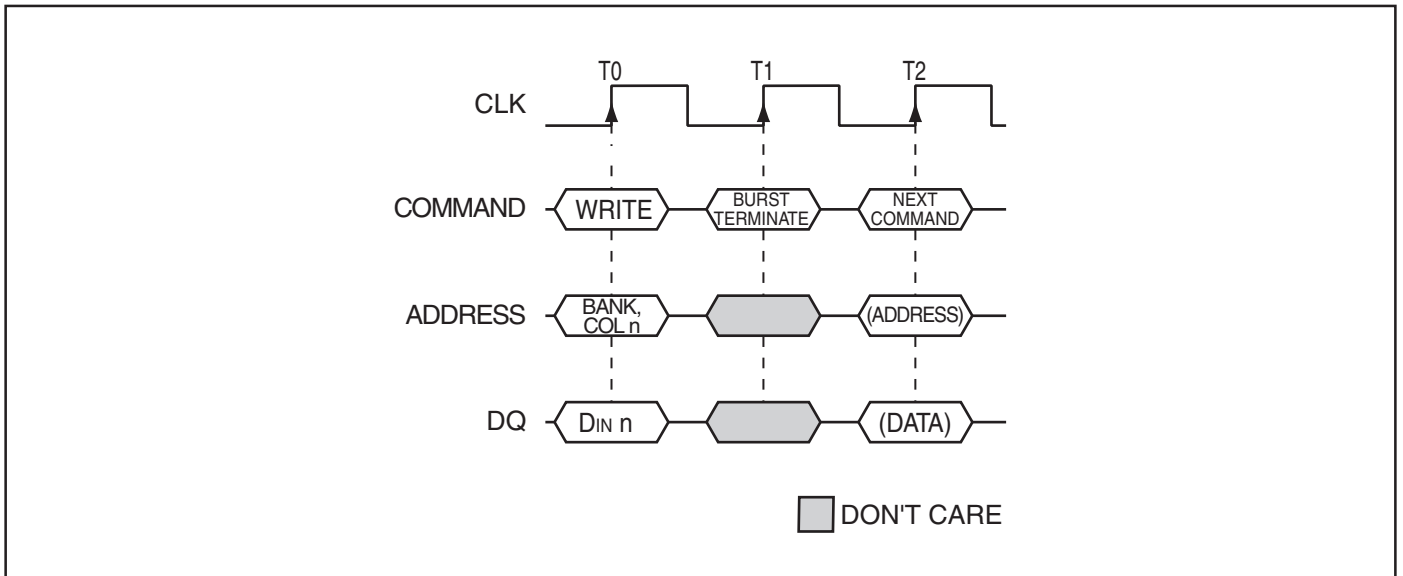 T0 T1 T2
CLK
COMMAND WRITE BURST TERMINATE NEXT COMMAND
ADDRESS BANK, COL n (ADDRESS)
DQ DIN n (DATA)
DON'T CARE